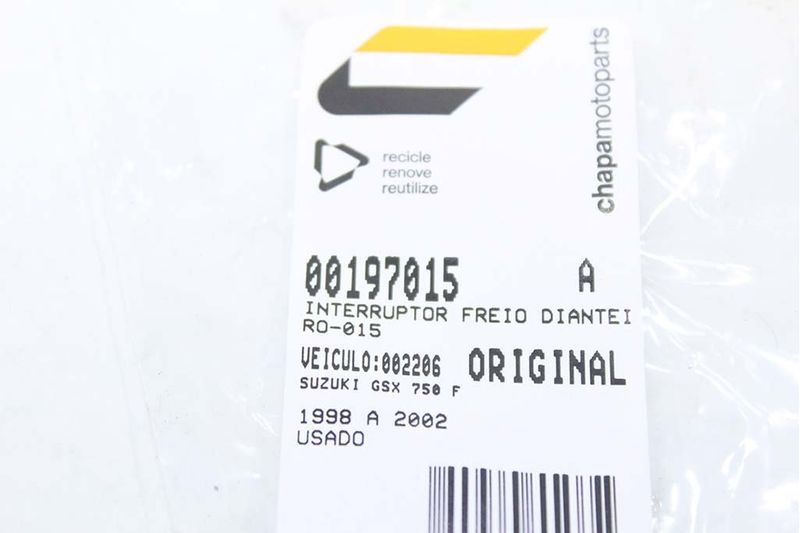 chapamotoparts
recicle
renove
reutilize
00197015 A
INTERRUPTOR FREIO DIANTEI
RO-015
VEICULO:002206 ORIGINAL
SUZUKI GSX 750 F
1998 A 2002
USADO